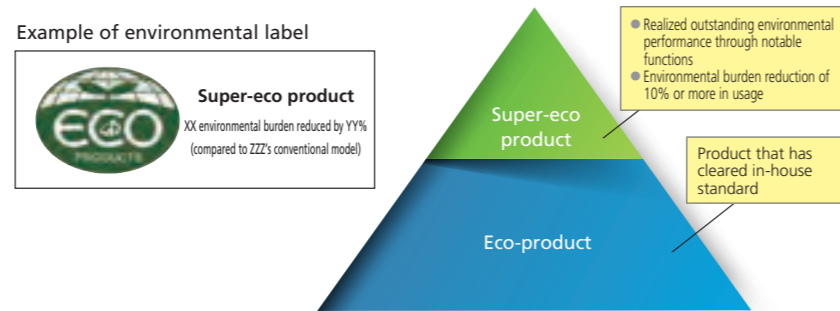 Example of environmental label
ECO
PRODUCTS
Super-eco product
XX environmental burden reduced by YY%
(compared to ZZZ's conventional model)
Super-eco
product
Eco-product
● Realized outstanding environmental
performance through notable
functions
● Environmental burden reduction of
10% or more in usage
Product that has
cleared in-house
standard